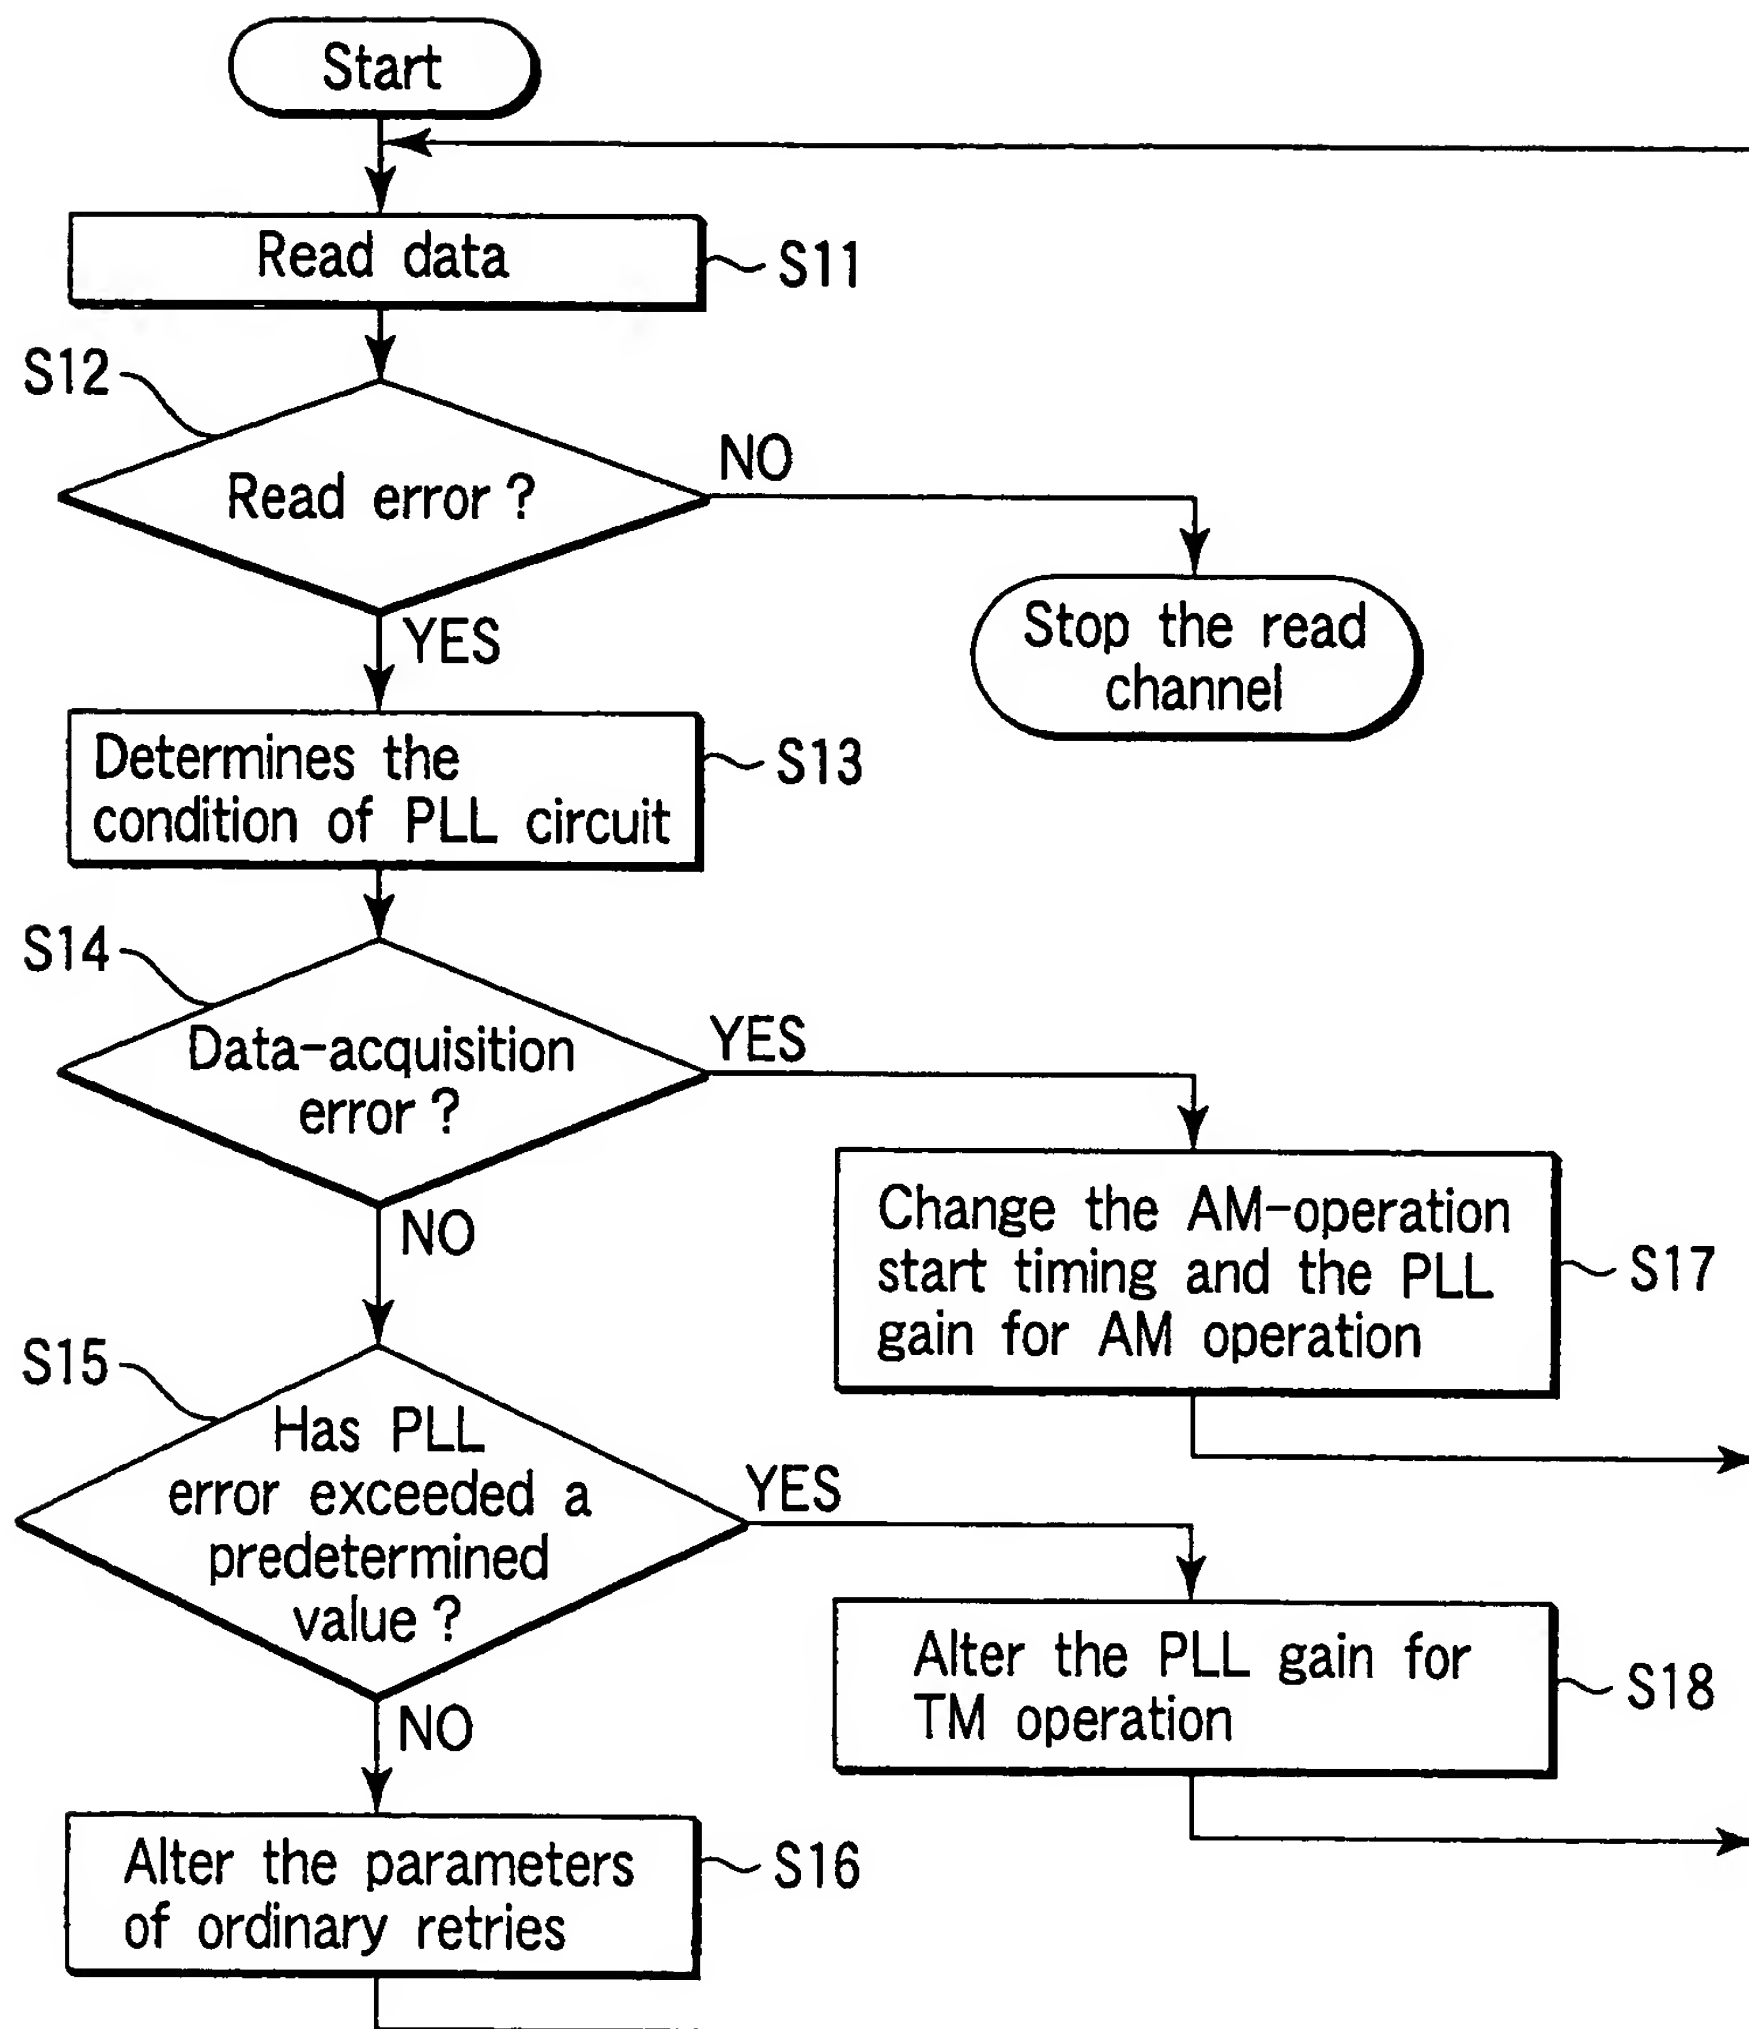 Start
Read data
S11
S12
Read error ?
NO
YES
Stop the read
channel
Determines the
condition of PLL circuit
S13
S14
Data-acquisition
error ?
YES
NO
Change the AM-operation
start timing and the PLL
gain for AM operation
S17
S15
Has PLL
error exceeded a
predetermined
value ?
YES
NO
Alter the PLL gain for
TM operation
S18
Alter the parameters
of ordinary retries
S16